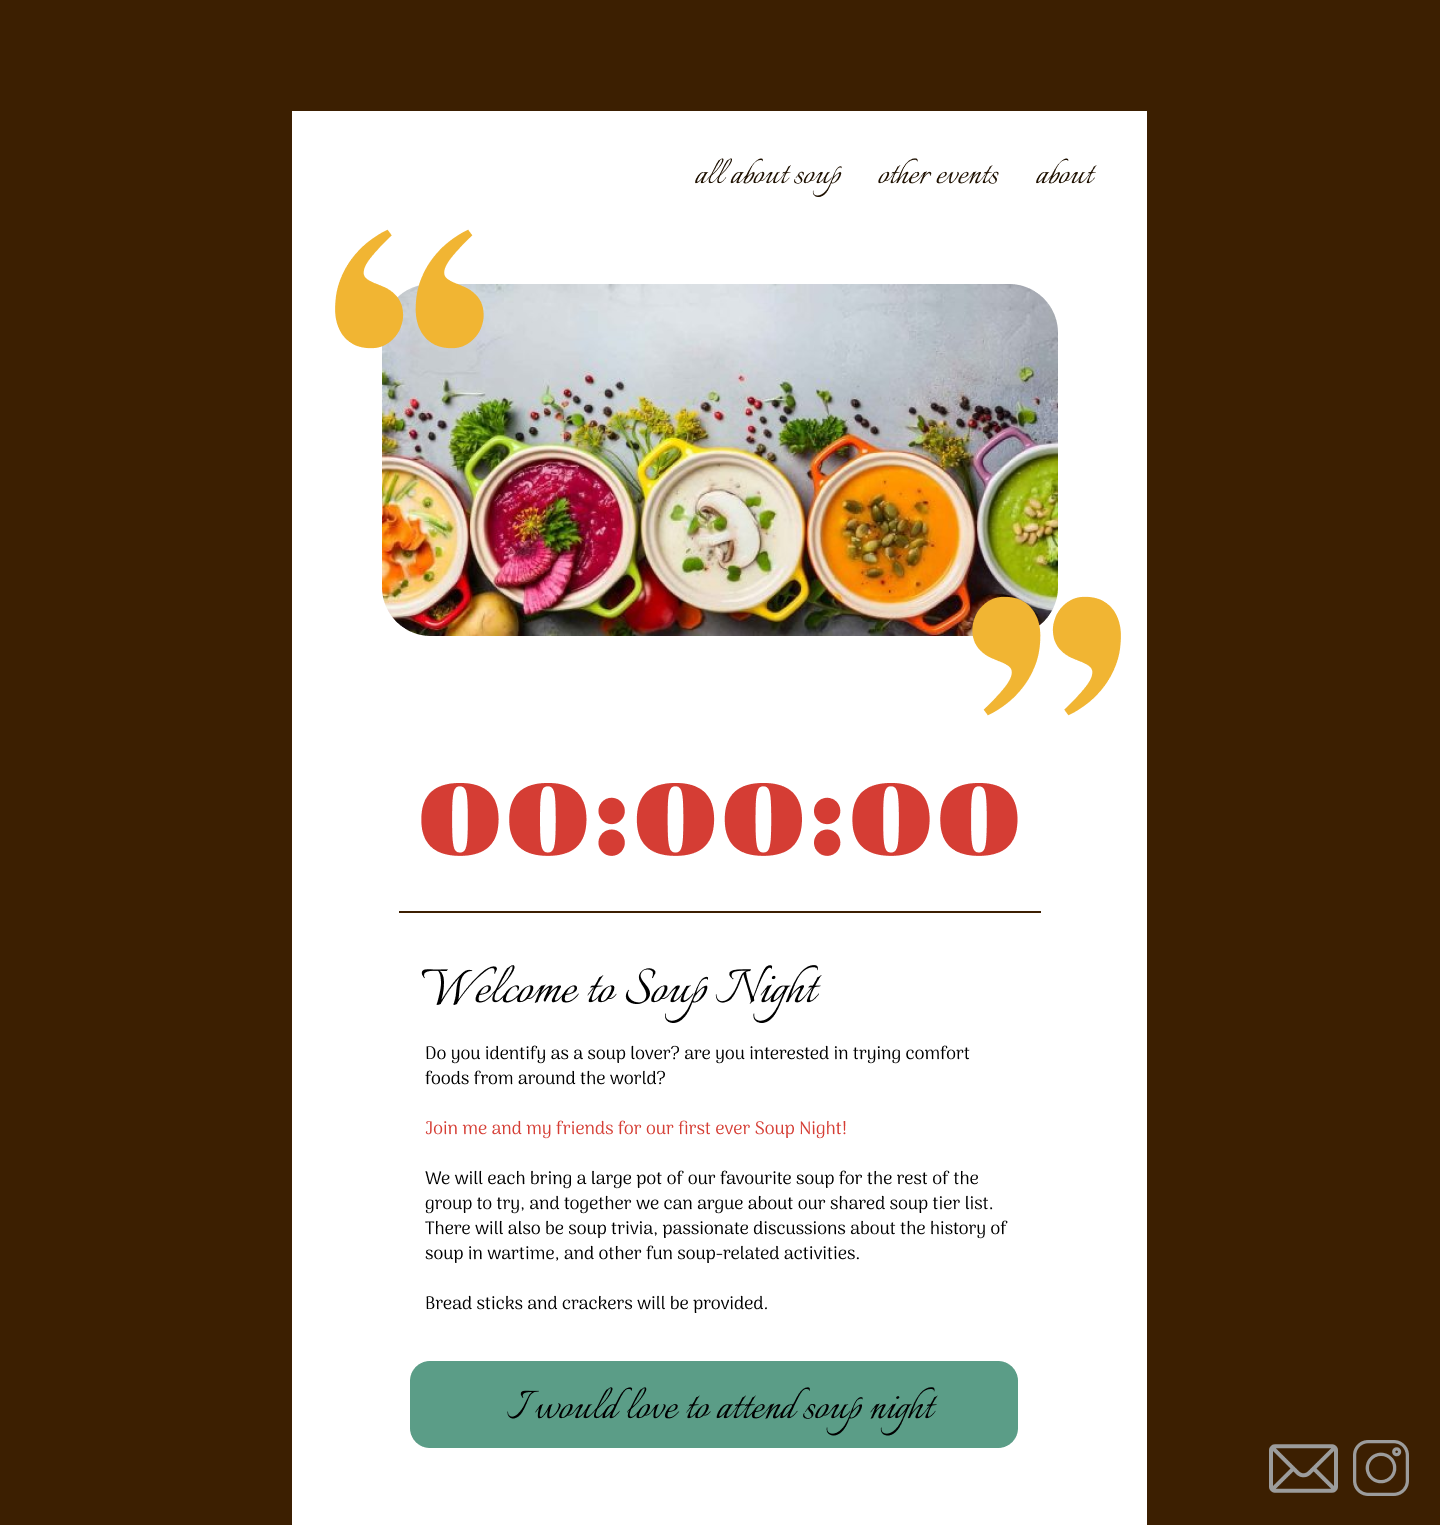 all about soup other events about
“
”
00:00:00
Welcome to Soup Night
Do you identify as a soup lover? are you interested in trying comfort
foods from around the world?
Join me and my friends for our first ever Soup Night!
We will each bring a large pot of our favourite soup for the rest of the
group to try, and together we can argue about our shared soup tier list.
There will also be soup trivia, passionate discussions about the history of
soup in wartime, and other fun soup-related activities.
Bread sticks and crackers will be provided.
I would love to attend soup night